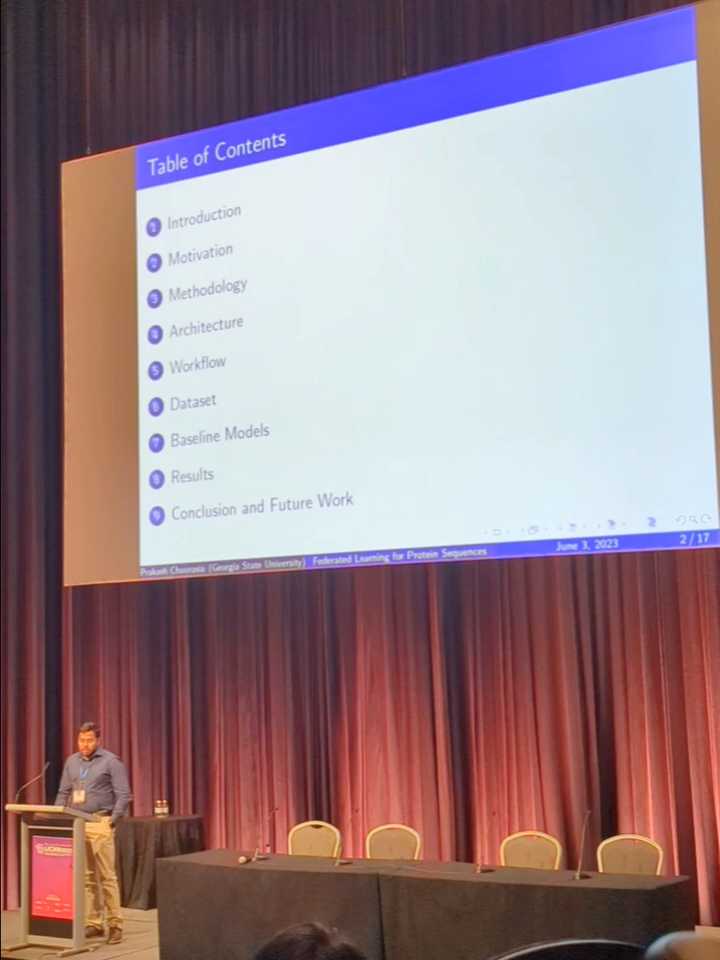 Table of Contents
1 Introduction
2 Motivation
3 Methodology
4 Architecture
5 Workflow
6 Dataset
7 Baseline Models
8 Results
9 Conclusion and Future Work
Prakash Chourasia (Georgia State University) Federated Learning for Protein Sequences June 3, 2023 2 / 17